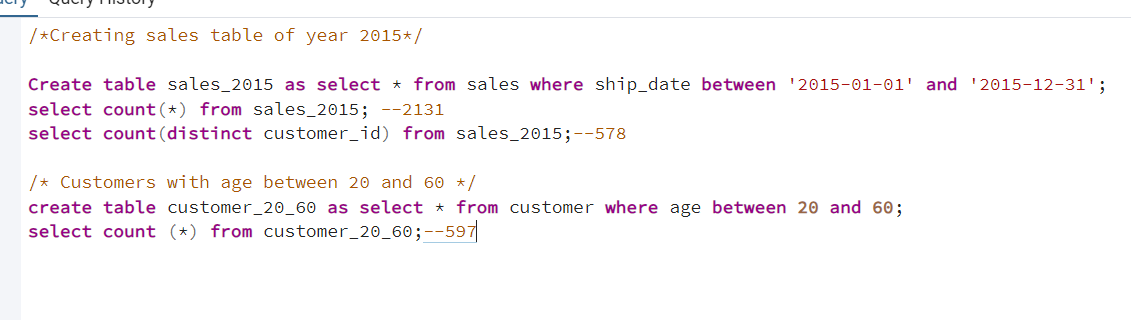 Query History
/*Creating sales table of year 2015*/
Create table sales_2015 as select * from sales where ship_date between '2015-01-01' and '2015-12-31';
select count(*) from sales_2015; --2131
select count(distinct customer_id) from sales_2015;--578
/* Customers with age between 20 and 60 */
create table customer_20_60 as select * from customer where age between 20 and 60;
select count (*) from customer_20_60;--597